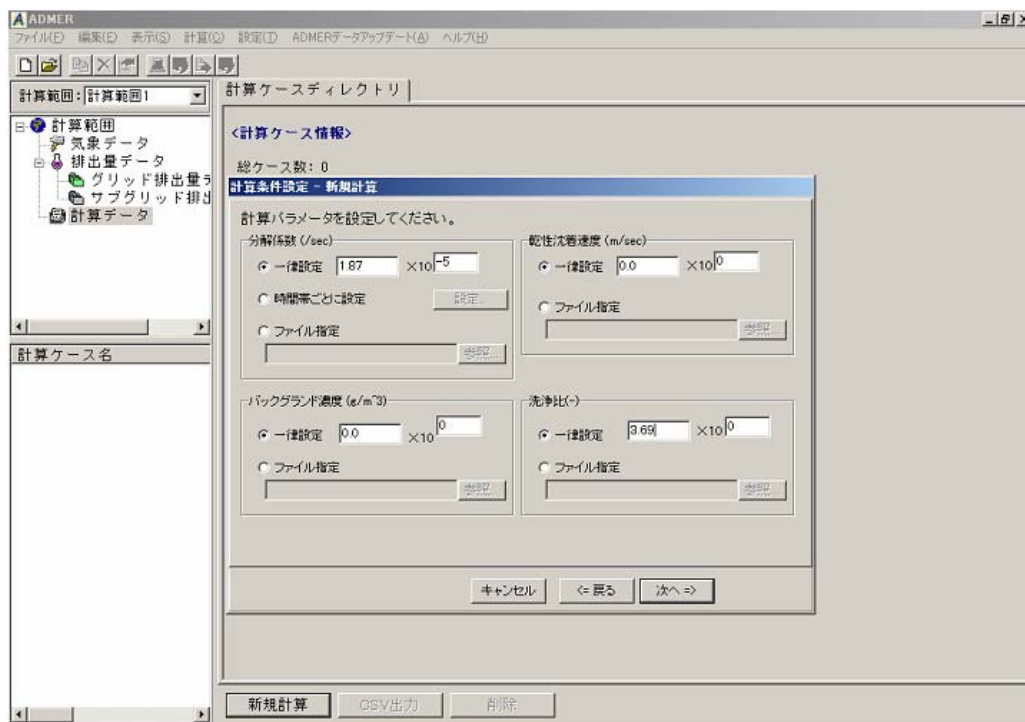 ADMER
ファイル(F) 編集(E) 表示(S) 計算(C) 設定(T) ADMERデータアップデート(A) ヘルプ(H)
計算範囲: 計算範囲1
計算範囲
気象データ
排出量データ
グリッド排出量デ
サブグリッド排出
計算データ
計算ケース名
計算ケースディレクトリ
<計算ケース情報>
総ケース数: 0
計算条件設定 - 新規計算
計算パラメータを設定してください。
分解係数(/sec)
一律設定 1.87 ×10 -5
時間帯ごとに設定 設定...
ファイル指定
参照...
乾性沈着速度(m/sec)
一律設定 0.0 ×10 0
ファイル指定
参照...
バックグランド濃度(g/m^3)
一律設定 0.0 ×10 0
ファイル指定
参照...
洗浄比(-)
一律設定 3.69 ×10 0
ファイル指定
参照...
キャンセル <= 戻る 次へ =>
新規計算 CSV出力 削除